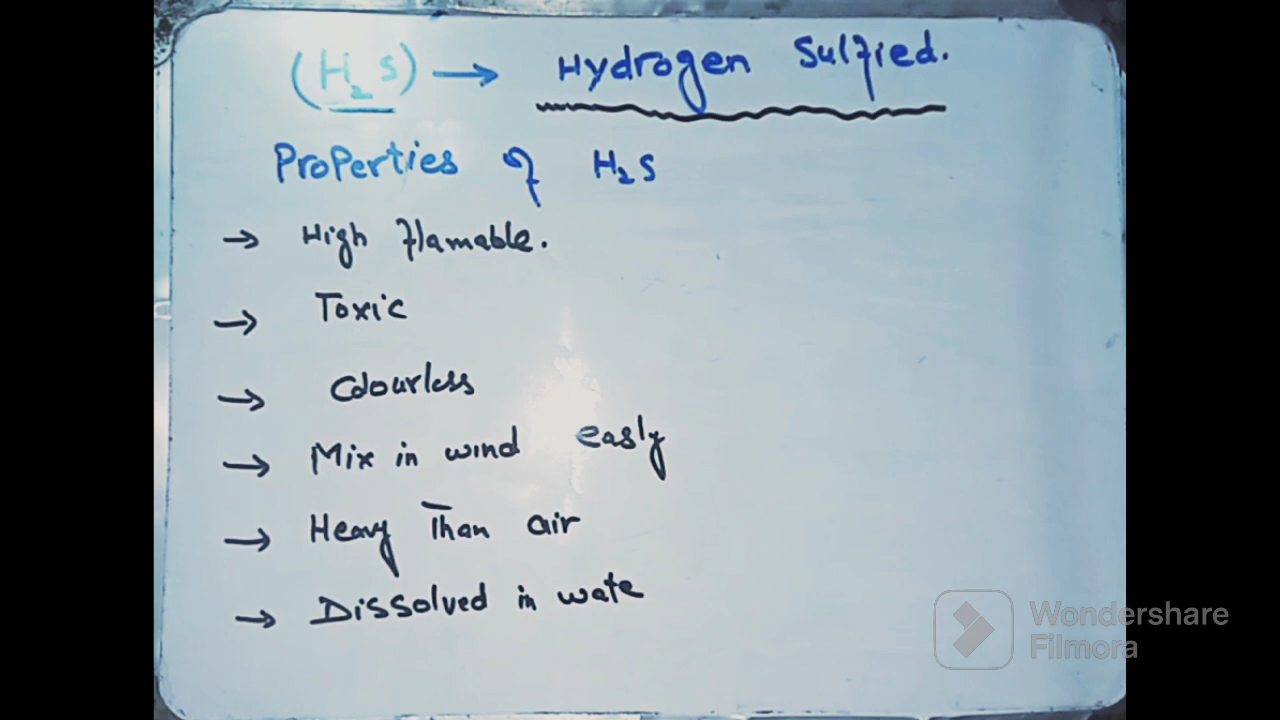 (H₂S) → Hydrogen Sulfied.
Properties of H₂S
→ High flamable.
→ Toxic
→ Colourless
→ Mix in wind easly
→ Heavy Than air
→ Dissolved in wate
Wondershare
Filmora